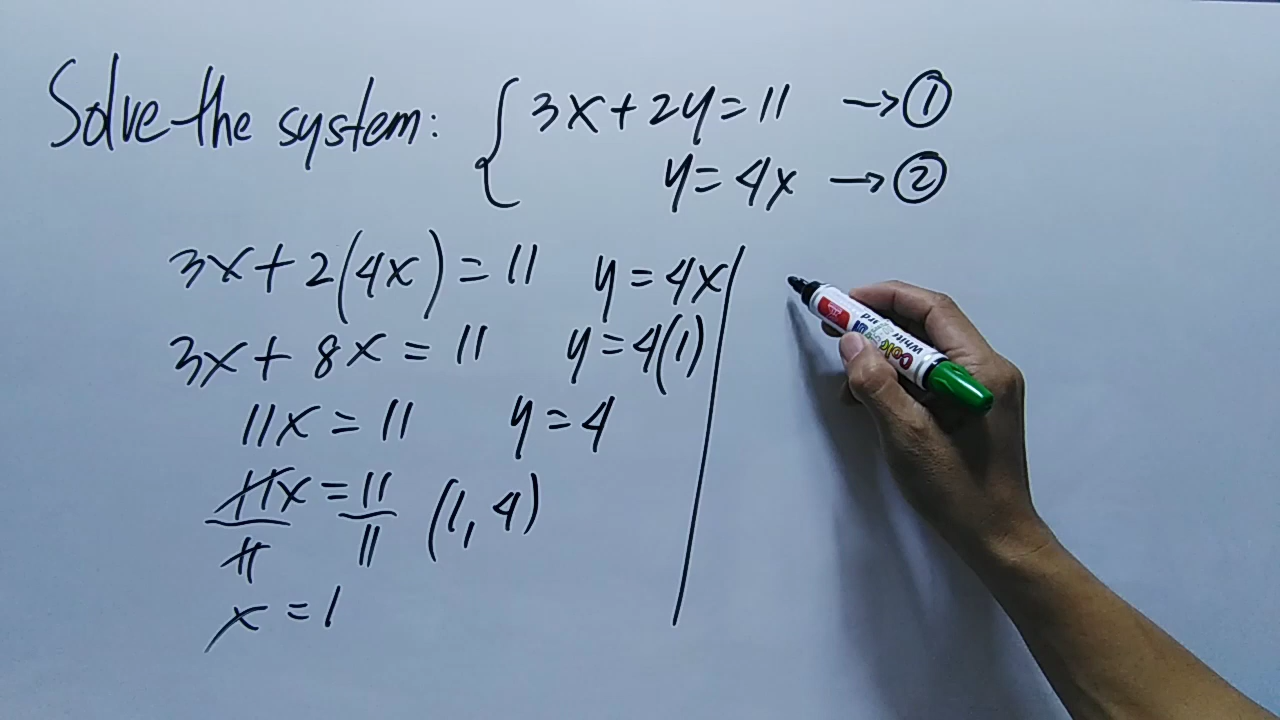 Solve the system: { 3x + 2y = 11 → ①
y = 4x → ②
3x + 2(4x) = 11
3x + 8x = 11
11x = 11
11x = 11
11 11
x = 1
y = 4x
y = 4(1)
y = 4
(1, 4)
White